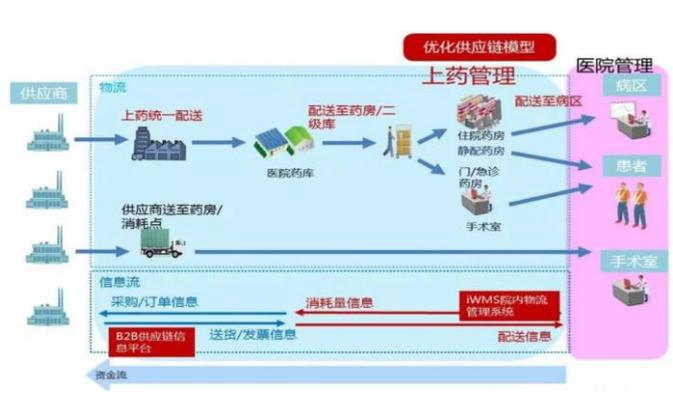 优化供应链模型
上药管理
医院管理
供应商
物流
病区
上药统一配送
配送至药房/二
级库
配送至病区
住院药房
静配药房
医院药库
门/急诊
药房
患者
供应商送至药房/
消耗点
手术室
手术室
信息流
采购/订单信息
消耗量信息
iWMS院内物流
管理系统
B2B供应链信
息平台
送货/发票信息
配送信息
资金流